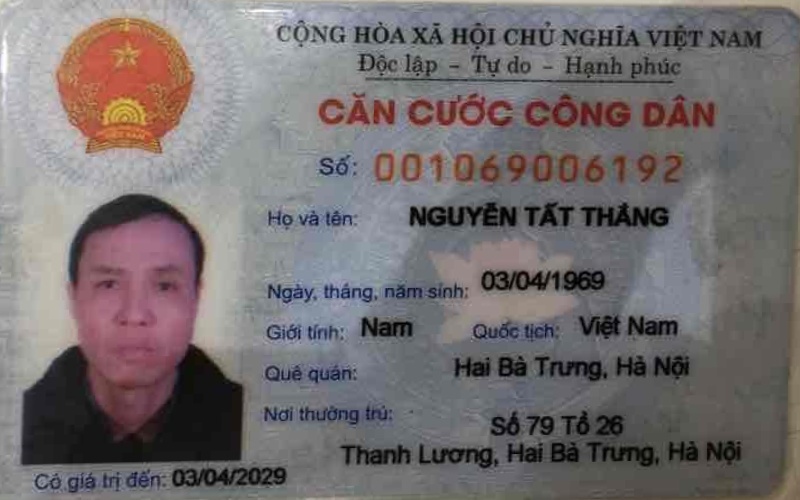 CỘNG HÒA XÃ HỘI CHỦ NGHĨA VIỆT NAM
Độc lập - Tự do - Hạnh phúc
CĂN CƯỚC CÔNG DÂN
Số: 001069006192
Họ và tên: NGUYỄN TẤT THẮNG
Ngày, tháng, năm sinh: 03/04/1969
Giới tính: Nam Quốc tịch: Việt Nam
Quê quán: Hai Bà Trưng, Hà Nội
Nơi thường trú: Số 79 Tổ 26
Thanh Lương, Hai Bà Trưng, Hà Nội
Có giá trị đến: 03/04/2029